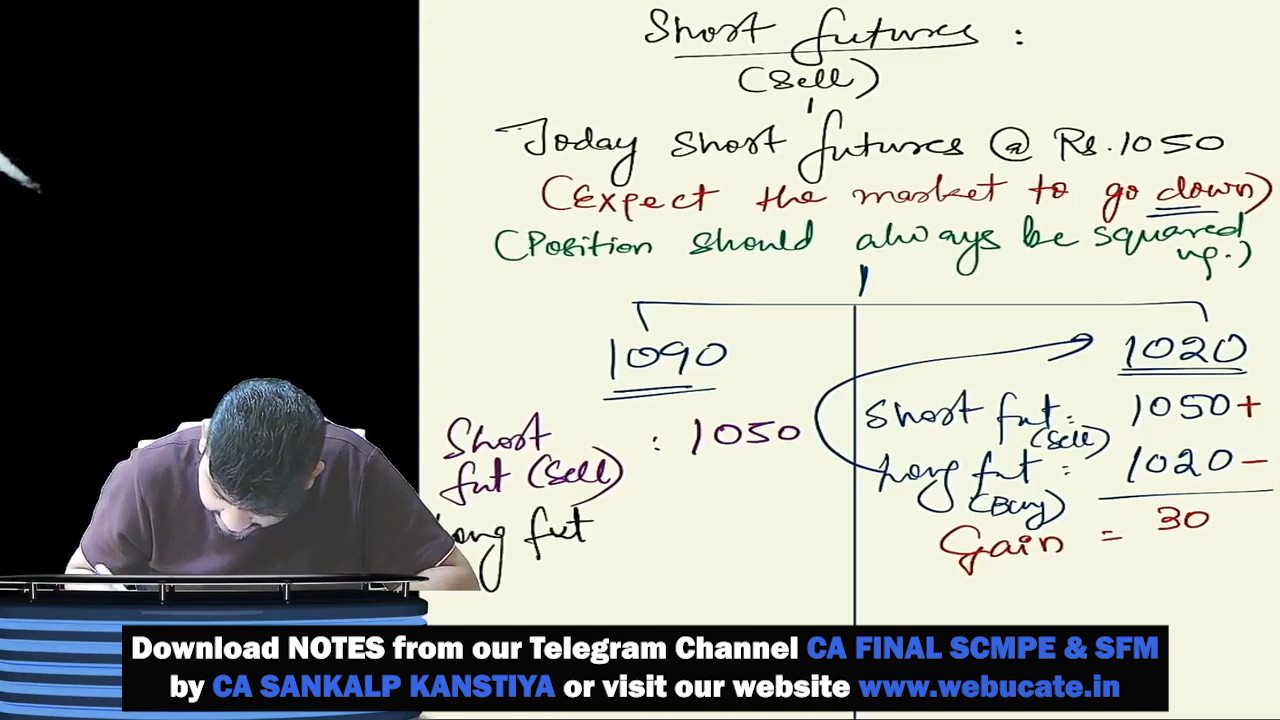 Short futures :
(Sell)
Today short futures @ Rs.1050
(Expect the market to go down)
(Position should always be squared up.)
1090
Short fut (Sell) : 1050
Long fut
1020
Short fut: (Sell) 1050+
Long fut : (Buy) 1020-
Gain = 30
Download NOTES from our Telegram Channel CA FINAL SCMPE & SFM
by CA SANKALP KANSTIYA or visit our website www.webucate.in